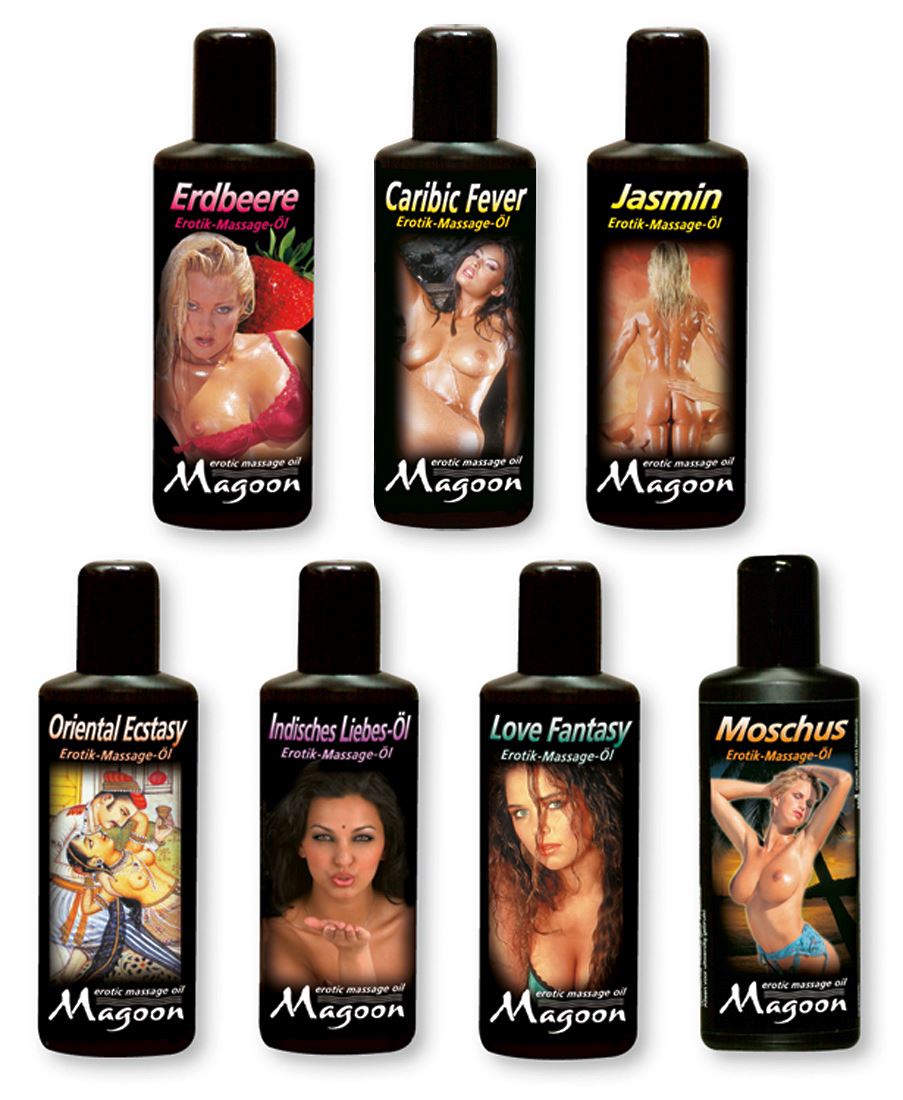 Erdbeere
Erotik-Massage-Öl
erotic massage oil
Magoon
Caribic Fever
Erotik-Massage-Öl
erotic massage oil
Magoon
Jasmin
Erotik-Massage-Öl
erotic massage oil
Magoon
Oriental Ecstasy
Erotik-Massage-Öl
erotic massage oil
Magoon
Indisches Liebes-Öl
Erotik-Massage-Öl
erotic massage oil
Magoon
Love Fantasy
Erotik-Massage-Öl
erotic massage oil
Magoon
Moschus
Erotik-Massage-Öl
erotic massage oil
Magoon